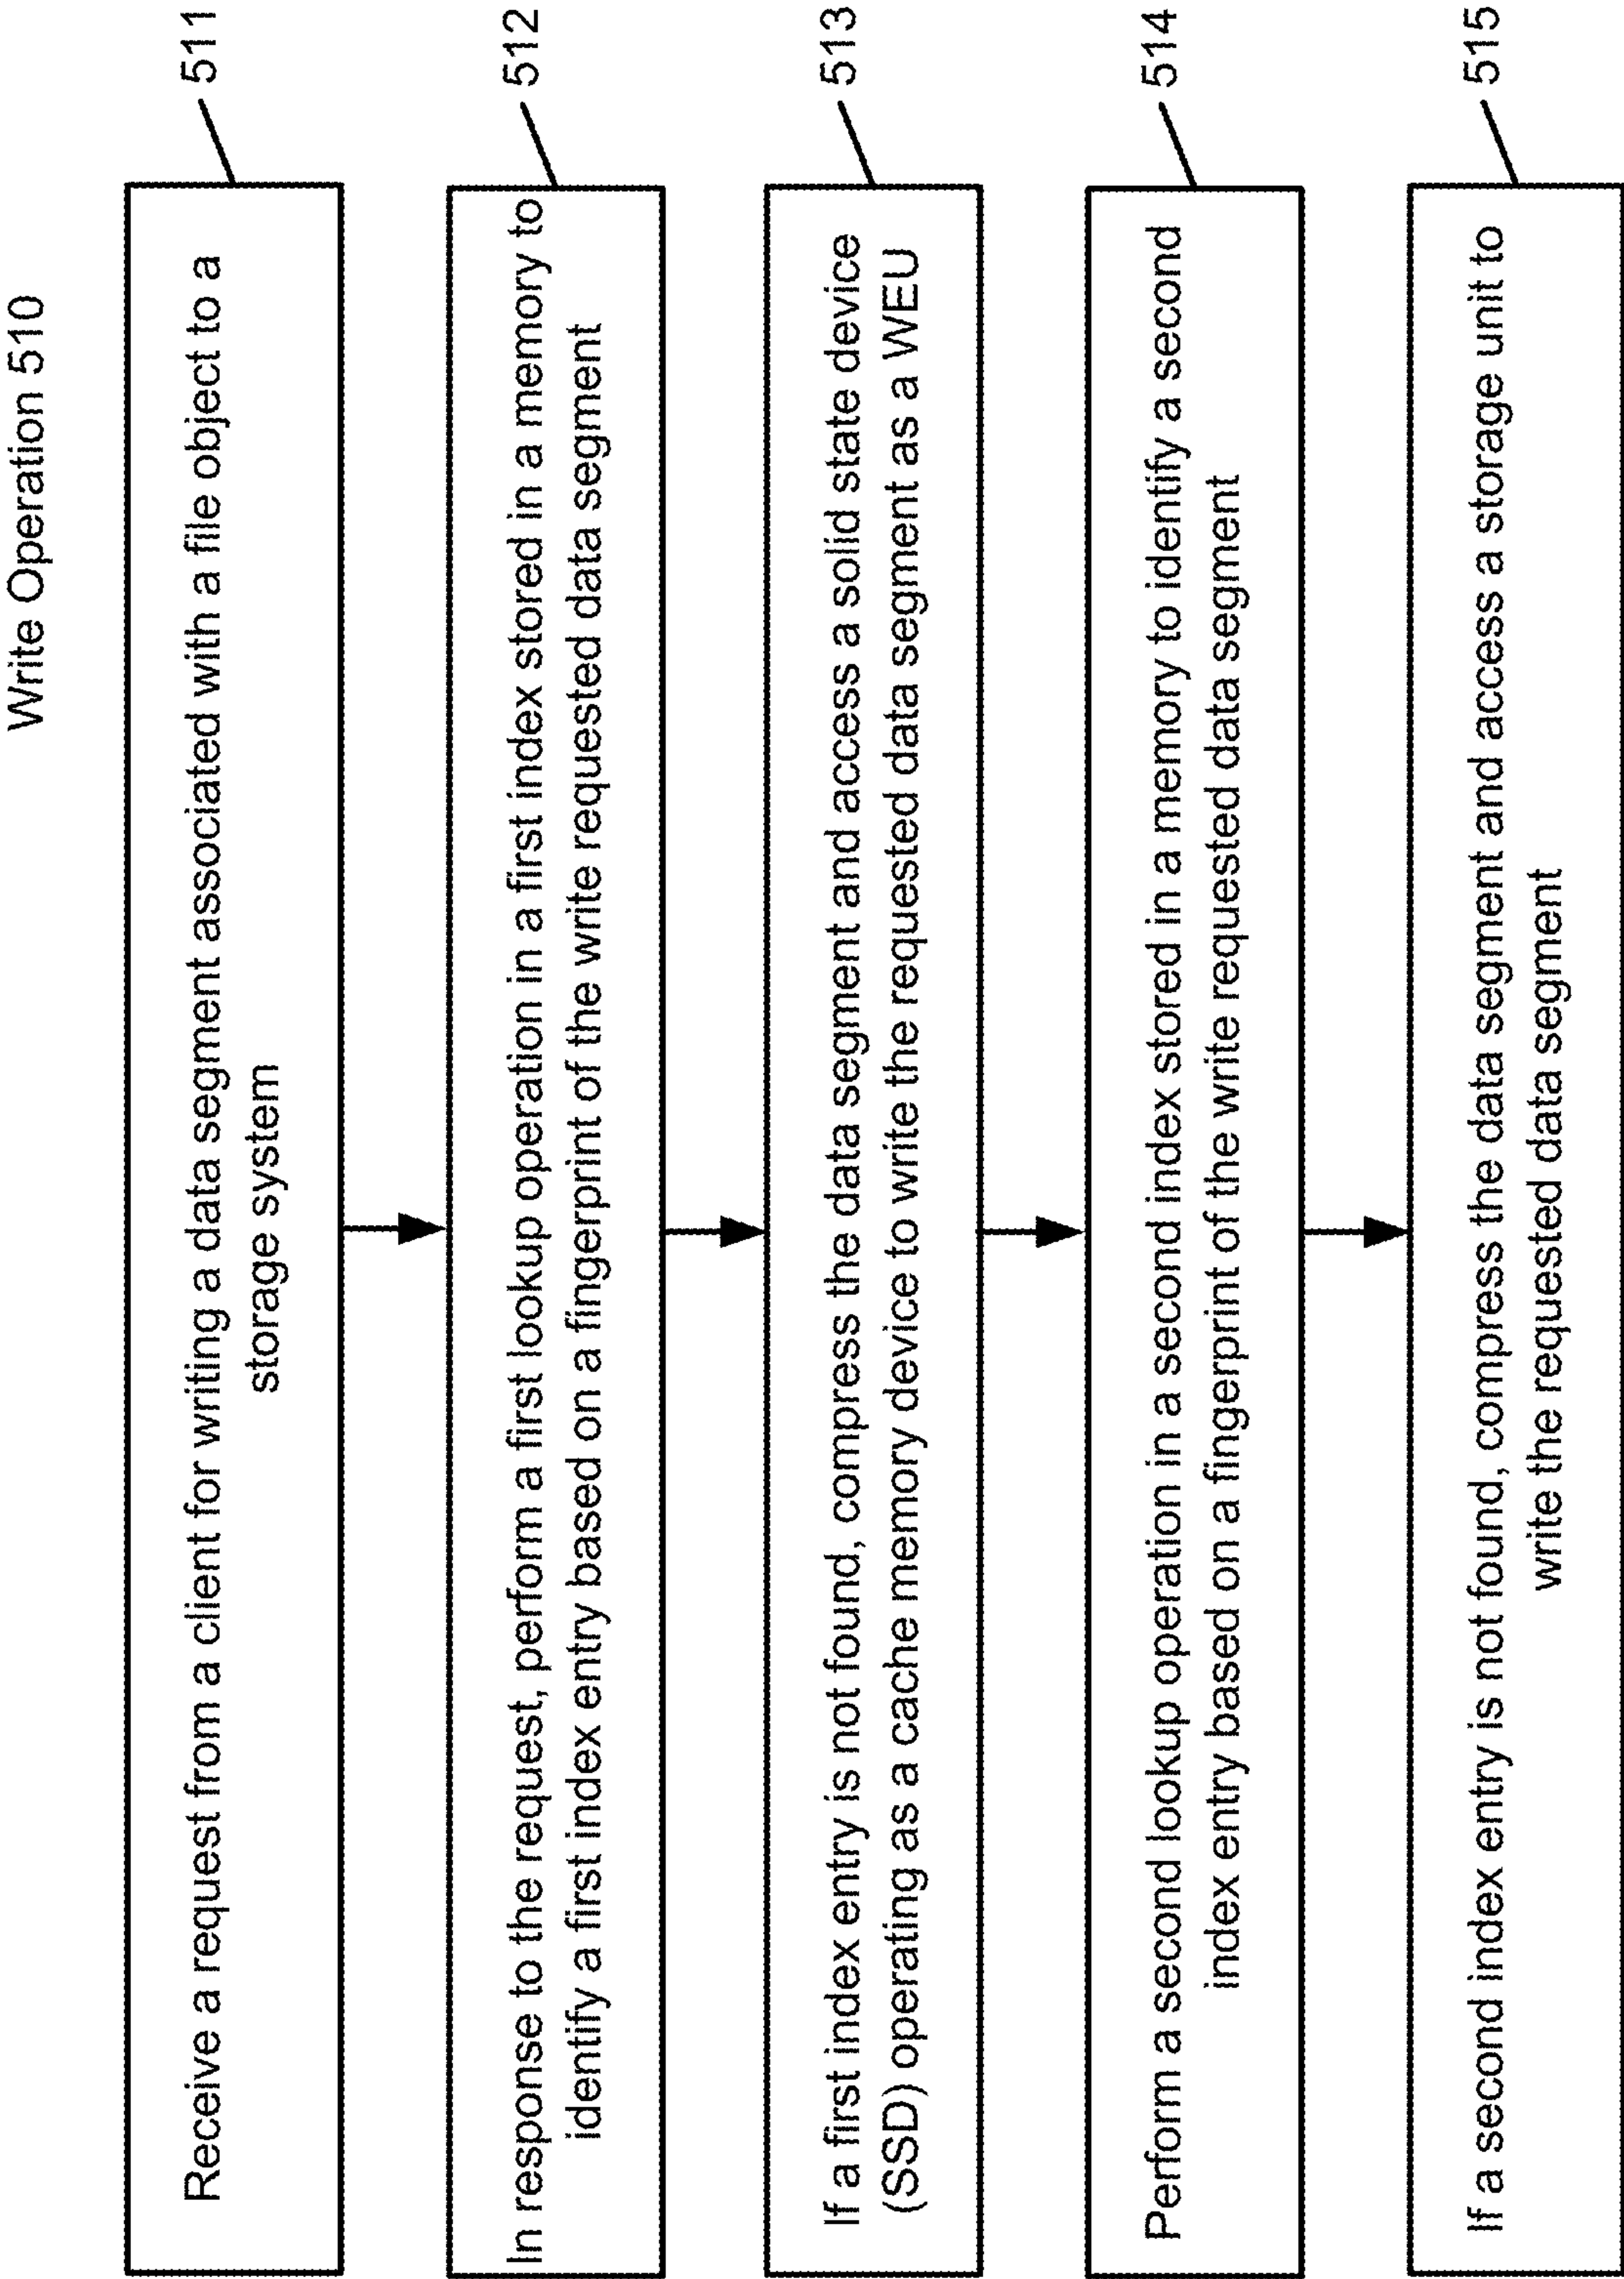 Write Operation 510
Receive a request from a client for writing a data segment associated with a file object to a
storage system
511
In response to the request, perform a first lookup operation in a first index stored in a memory to
identify a first index entry based on a fingerprint of the write requested data segment
512
If a first index entry is not found, compress the data segment and access a solid state device
(SSD) operating as a cache memory device to write the requested data segment as a WEU
513
Perform a second lookup operation in a second index stored in a memory to identify a second
index entry based on a fingerprint of the write requested data segment
514
If a second index entry is not found, compress the data segment and access a storage unit to
write the requested data segment
515